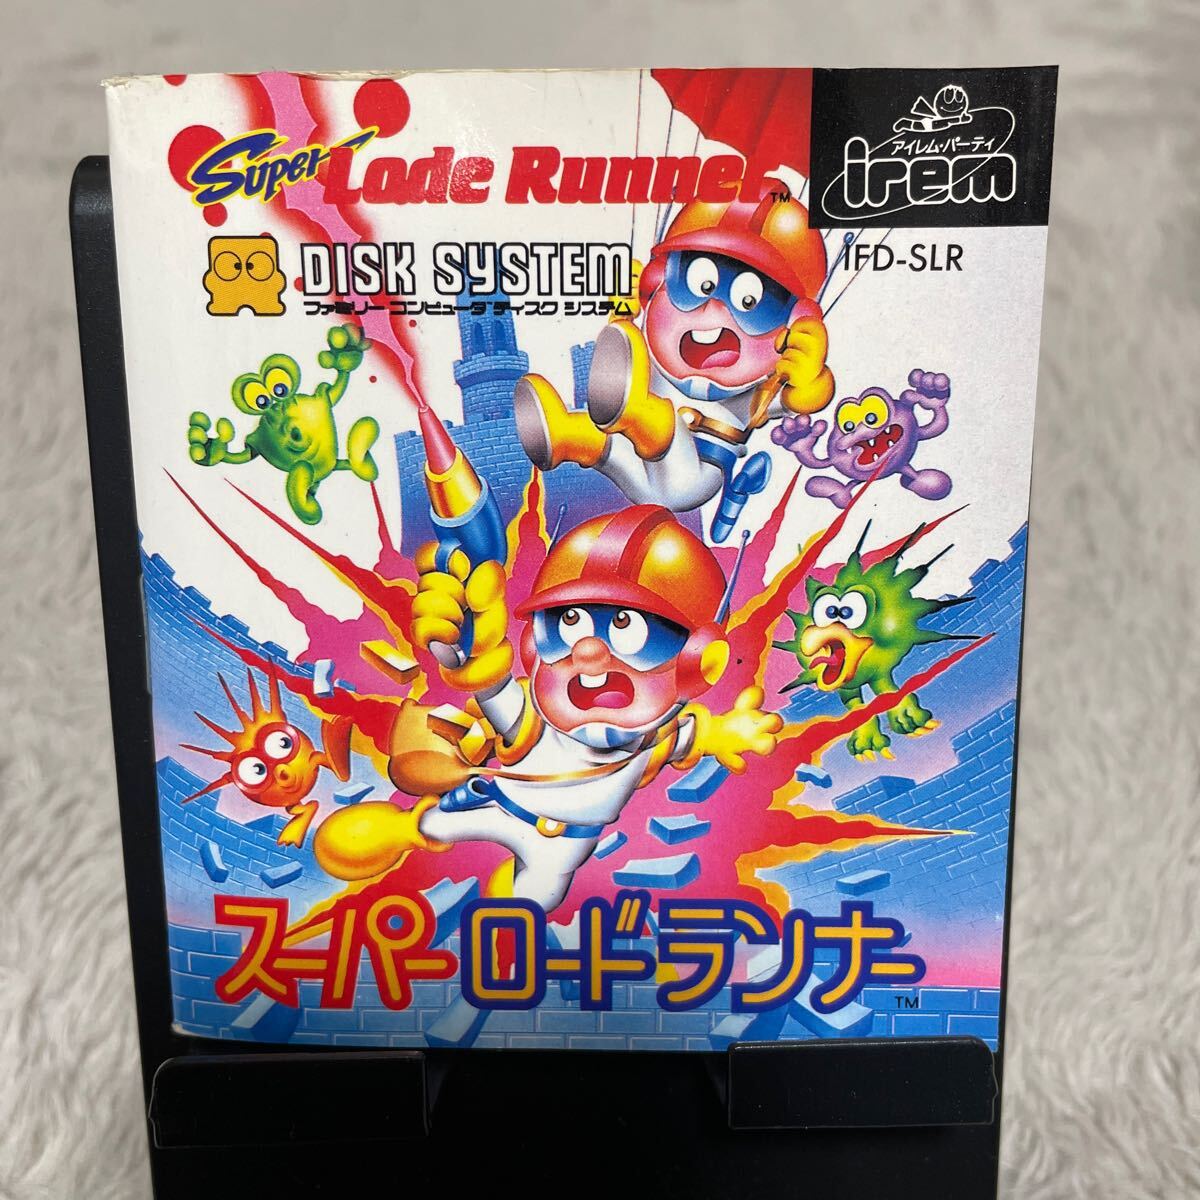 Super Lode Runner™
アイレム・パーティ
irem
IFD-SLR
DISK SYSTEM
ファミリー コンピュータ ディスク システム
スーパーロードランナー™